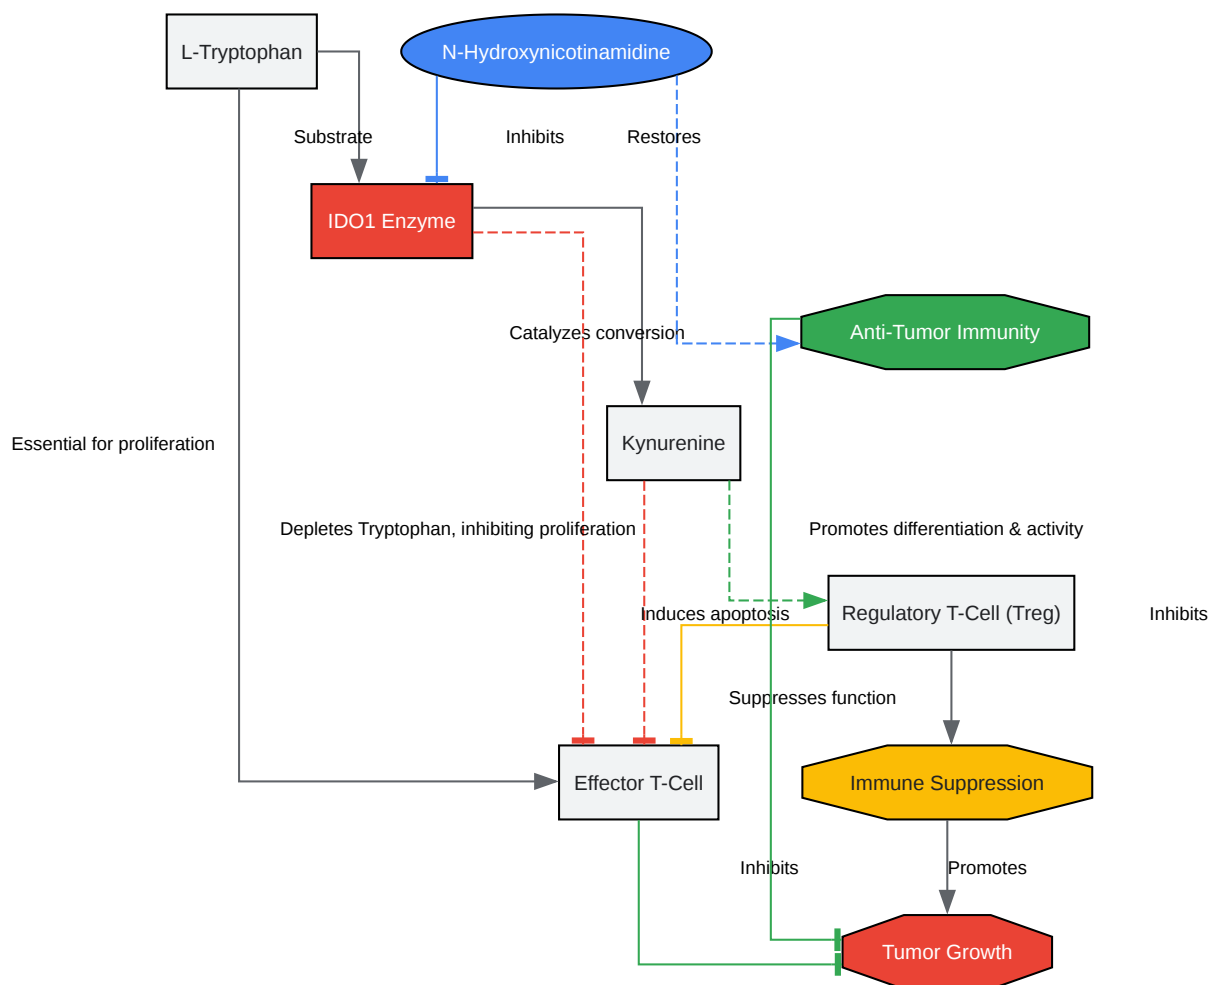 L-Tryptophan
N-Hydroxynicotinamidine
Substrate
Inhibits
Restores
IDO1 Enzyme
Anti-Tumor Immunity
Catalyzes conversion
Kynurenine
Essential for proliferation
Depletes Tryptophan, inhibiting proliferation
Promotes differentiation & activity
Induces apoptosis
Regulatory T-Cell (Treg)
Inhibits
Suppresses function
Effector T-Cell
Immune Suppression
Inhibits
Promotes
Tumor Growth